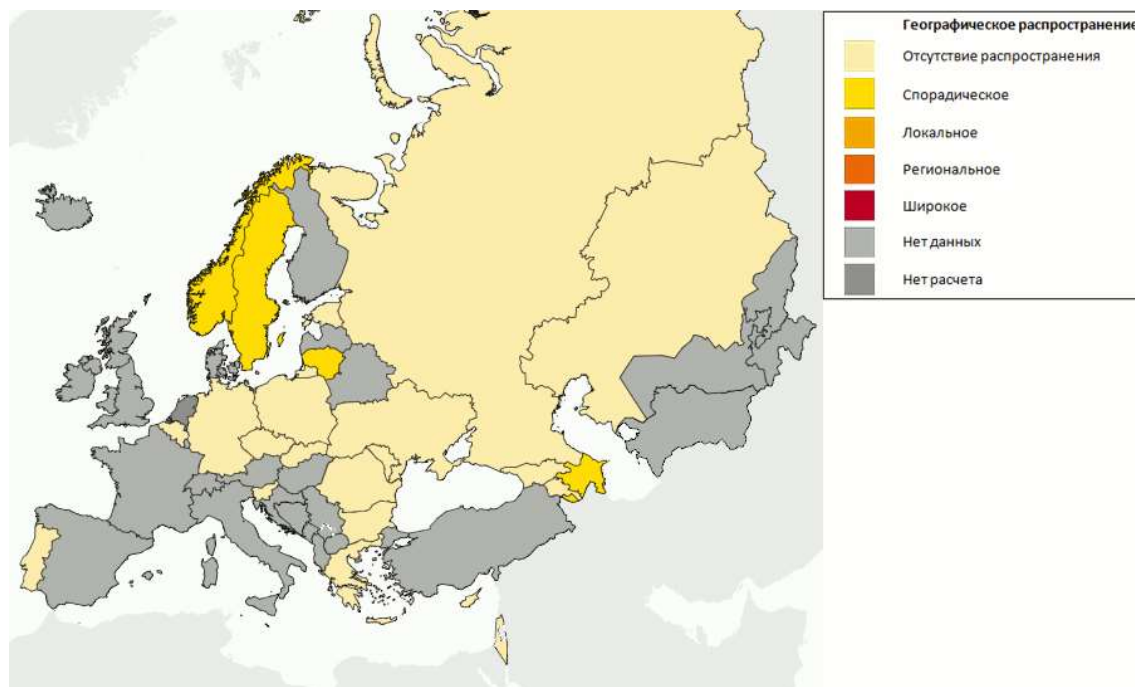 Географическое распространение
Отсутствие распространения
Спорадическое
Локальное
Региональное
Широкое
Нет данных
Нет расчета